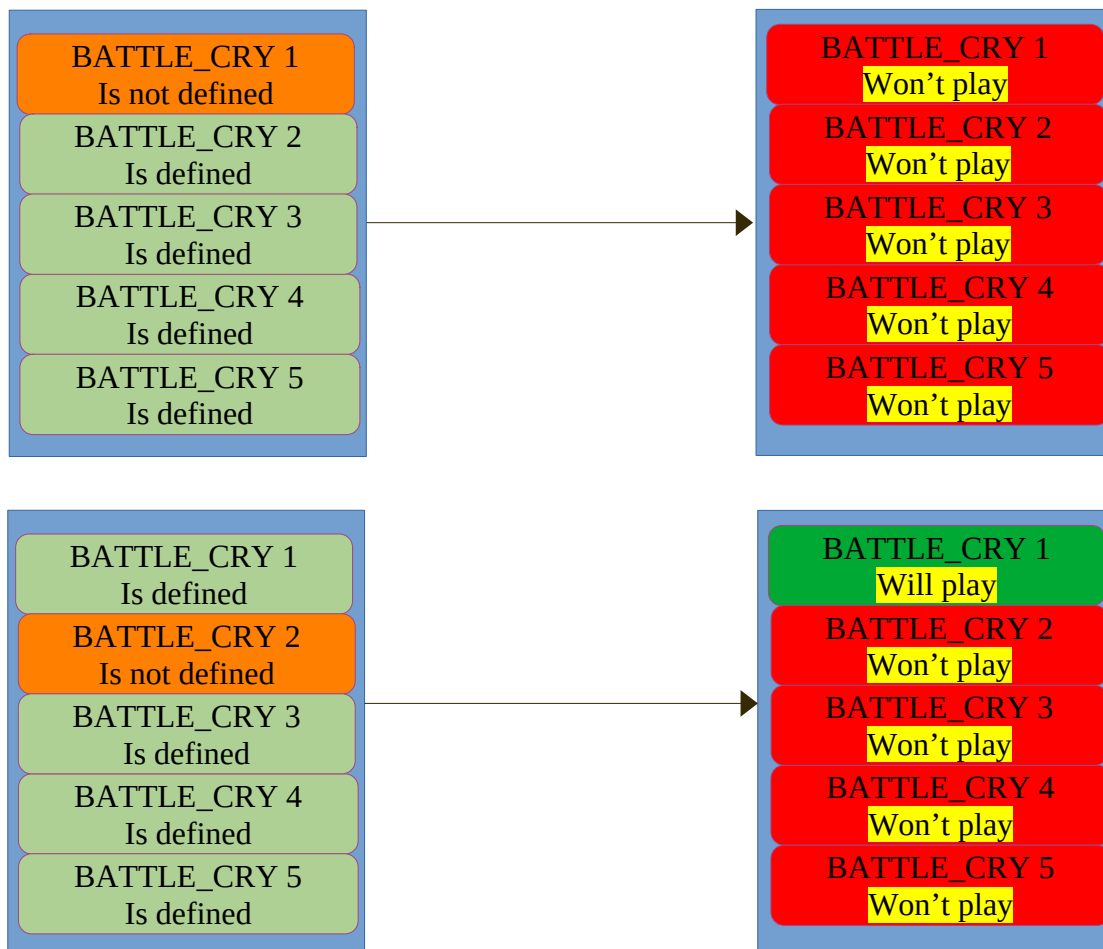 BATTLE_CRY 1
Is not defined
BATTLE_CRY 2
Is defined
BATTLE_CRY 3
Is defined
BATTLE_CRY 4
Is defined
BATTLE_CRY 5
Is defined
BATTLE_CRY 1
Won’t play
BATTLE_CRY 2
Won’t play
BATTLE_CRY 3
Won’t play
BATTLE_CRY 4
Won’t play
BATTLE_CRY 5
Won’t play
BATTLE_CRY 1
Is defined
BATTLE_CRY 2
Is not defined
BATTLE_CRY 3
Is defined
BATTLE_CRY 4
Is defined
BATTLE_CRY 5
Is defined
BATTLE_CRY 1
Will play
BATTLE_CRY 2
Won’t play
BATTLE_CRY 3
Won’t play
BATTLE_CRY 4
Won’t play
BATTLE_CRY 5
Won’t play